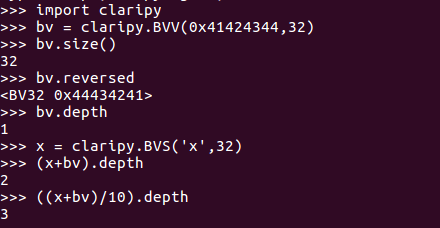 >>> import claripy
>>> bv = claripy.BVV(0x41424344,32)
>>> bv.size()
32
>>> bv.reversed
<BV32 0x44434241>
>>> bv.depth
1
>>> x = claripy.BVS('x',32)
>>> (x+bv).depth
2
>>> ((x+bv)/10).depth
3